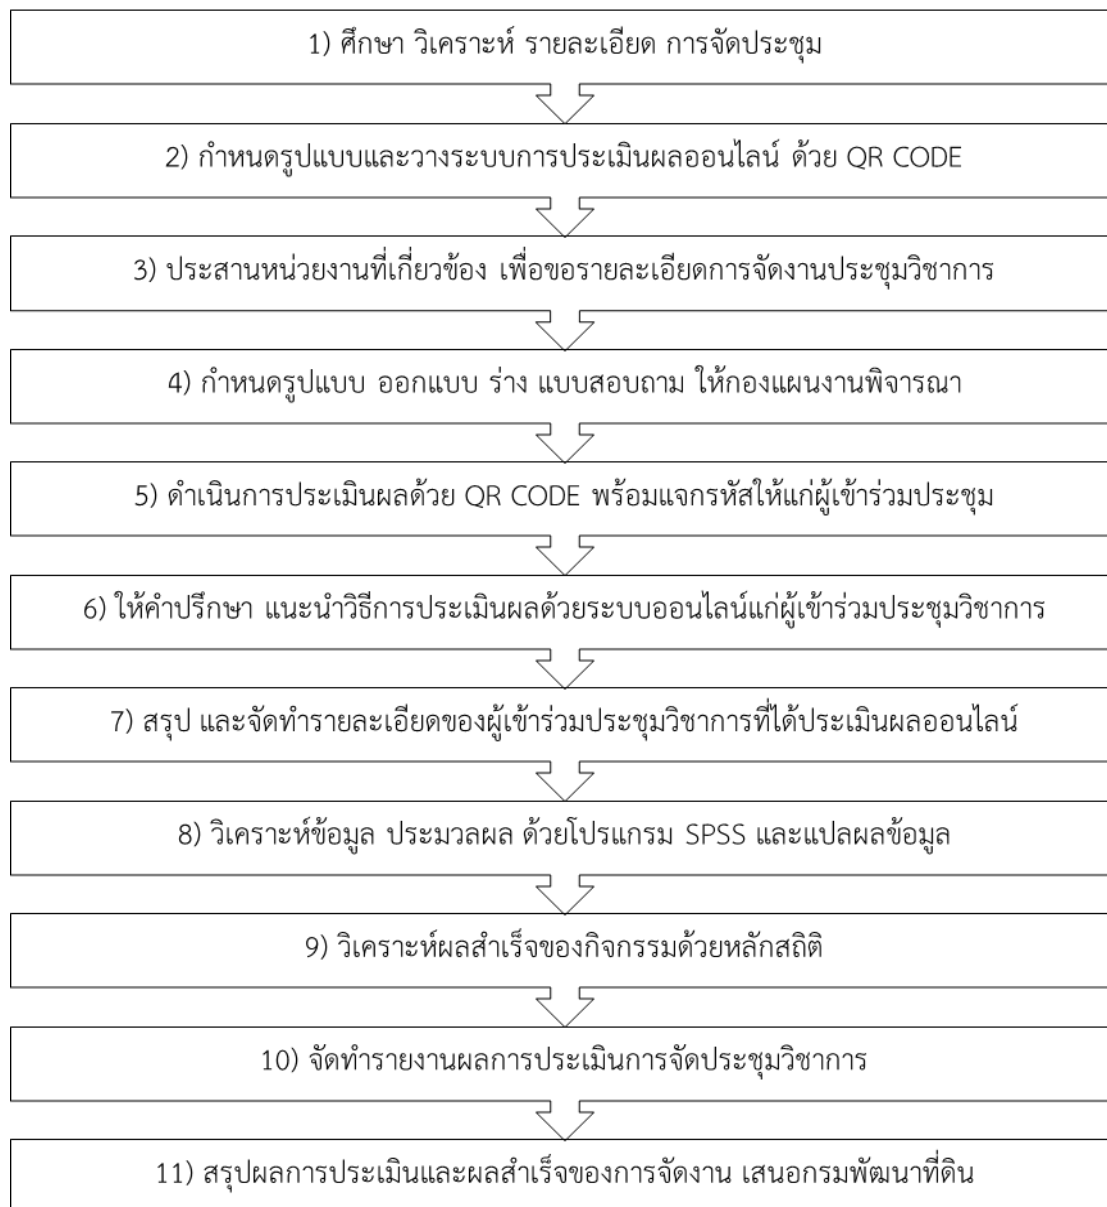 1) ศึกษา วิเคราะห์ รายละเอียด การจัดประชุม
2) กำหนดรูปแบบและวางระบบการประเมินผลออนไลน์ ด้วย QR CODE
3) ประสานหน่วยงานที่เกี่ยวข้อง เพื่อขอรายละเอียดการจัดงานประชุมวิชาการ
4) กำหนดรูปแบบ ออกแบบ ร่าง แบบสอบถาม ให้กองแผนงานพิจารณา
5) ดำเนินการประเมินผลด้วย QR CODE พร้อมแจกรหัสให้แก่ผู้เข้าร่วมประชุม
6) ให้คำปรึกษา แนะนำวิธีการประเมินผลด้วยระบบออนไลน์แก่ผู้เข้าร่วมประชุมวิชาการ
7) สรุป และจัดทำรายละเอียดของผู้เข้าร่วมประชุมวิชาการที่ได้ประเมินผลออนไลน์
8) วิเคราะห์ข้อมูล ประมวลผล ด้วยโปรแกรม SPSS และแปลผลข้อมูล
9) วิเคราะห์ผลสำเร็จของกิจกรรมด้วยหลักสถิติ
10) จัดทำรายงานผลการประเมินการจัดประชุมวิชาการ
11) สรุปผลการประเมินและผลสำเร็จของการจัดงาน เสนอกรมพัฒนาที่ดิน